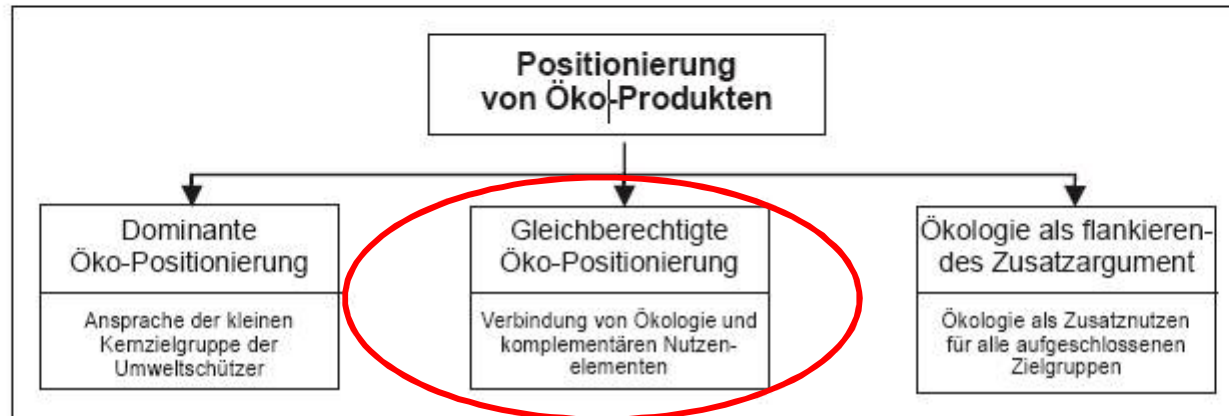 Positionierung
von Öko-Produkten
Dominante
Öko-Positionierung
Ansprache der kleinen
Kernzielgruppe der
Umweltschützer
Gleichberechtigte
Öko-Positionierung
Verbindung von Ökologie und
komplementären Nutzen-
elementen
Ökologie als flankieren-
des Zusatzargument
Ökologie als Zusatznutzen
für alle aufgeschlossenen
Zielgruppen